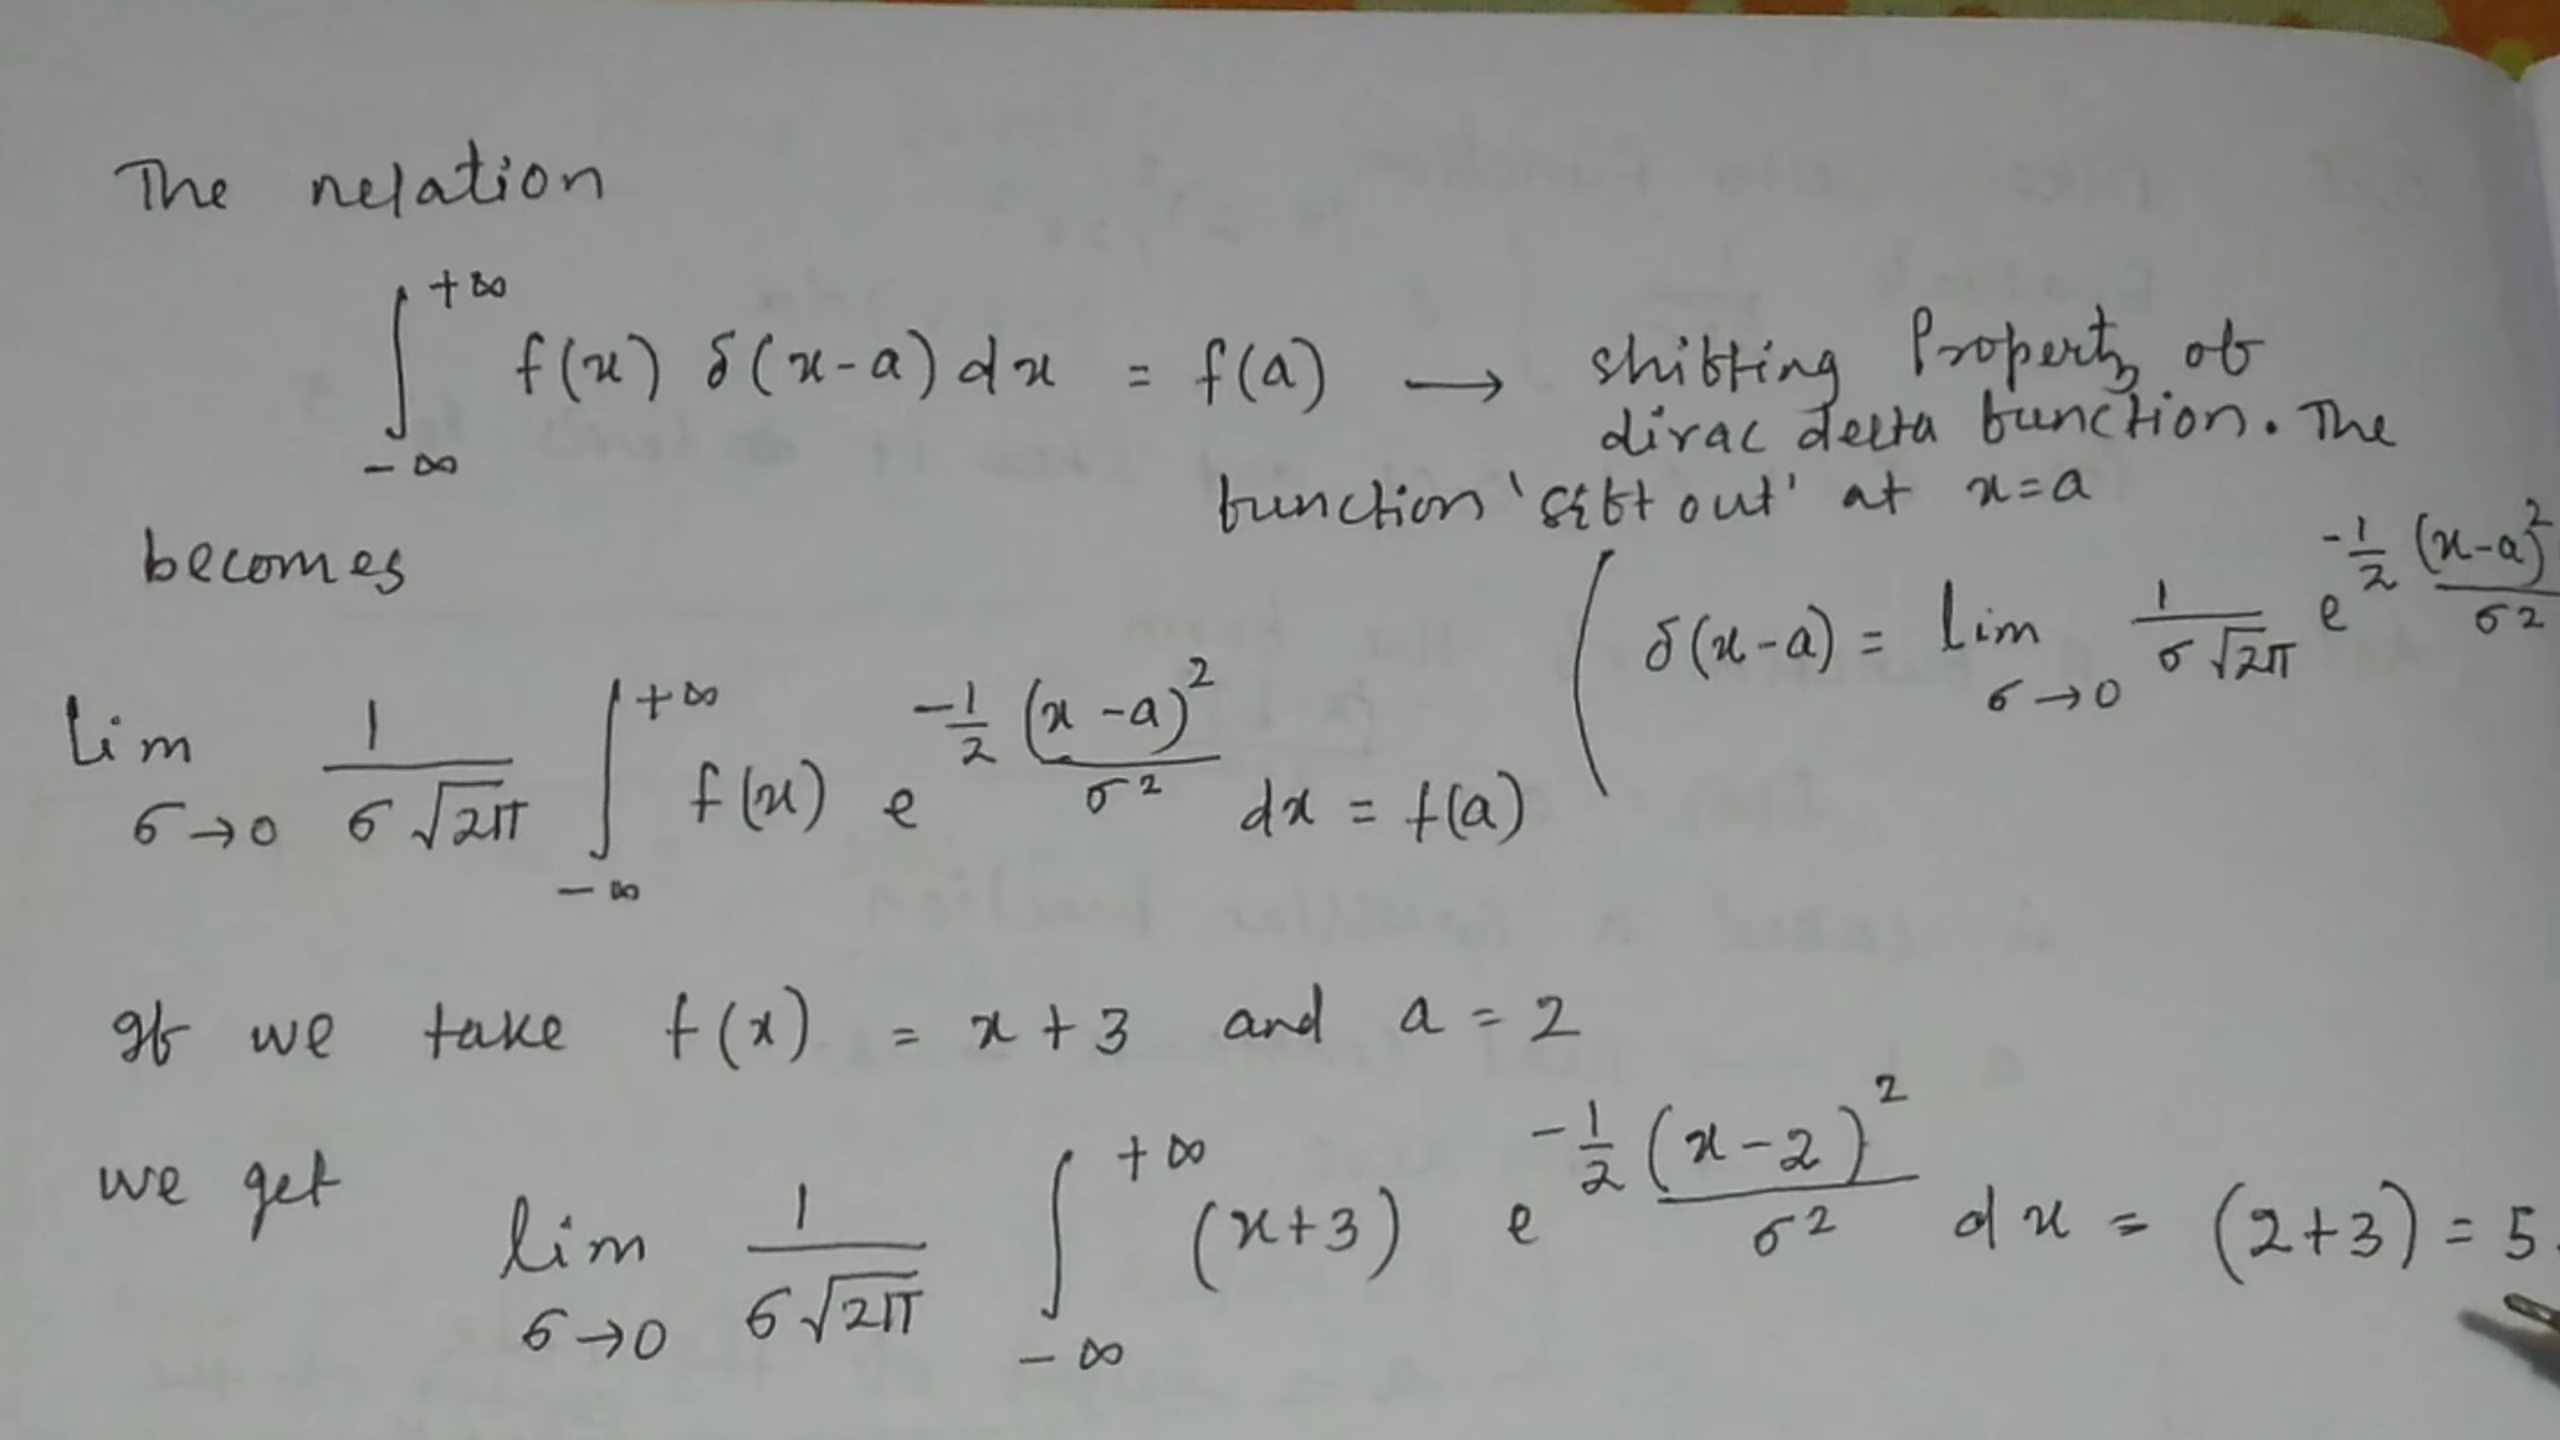 The relation
∫_{-∞}^{+∞} f(x) δ(x-a) dx = f(a) → shifting Property of
dirac delta function. The
function 'sift out' at x=a
becomes
lim_{σ→0} 1/(σ√2π) ∫_{-∞}^{+∞} f(x) e^{-1/2 (x-a)²/σ²} dx = f(a)
( δ(x-a) = lim_{σ→0} 1/(σ√2π) e^{-1/2 (x-a)²/σ²}
If we take f(x) = x+3 and a = 2
we get lim_{σ→0} 1/(σ√2π) ∫_{-∞}^{+∞} (x+3) e^{-1/2 (x-2)²/σ²} dx = (2+3) = 5.